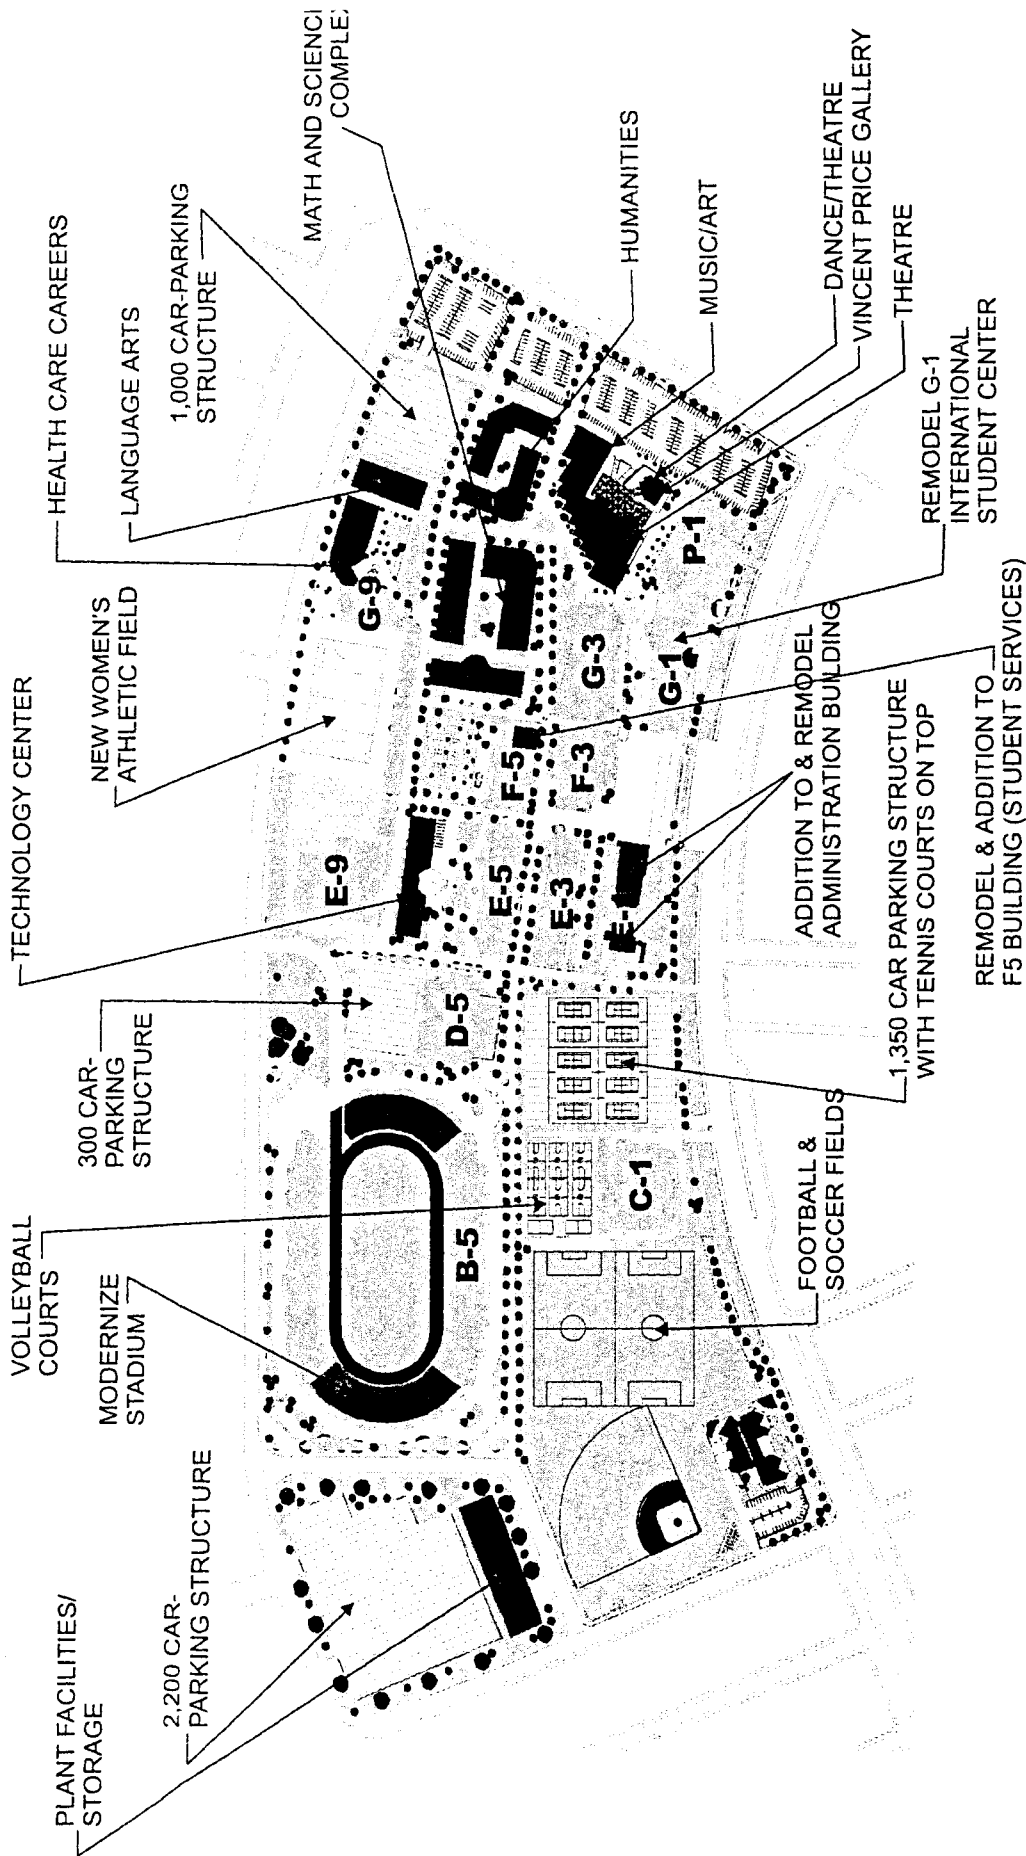 PLANT FACILITIES/
STORAGE
2,200 CAR-
PARKING STRUCTURE
VOLLEYBALL
COURTS
MODERNIZE
STADIUM
300 CAR-
PARKING
STRUCTURE
TECHNOLOGY CENTER
NEW WOMEN'S
ATHLETIC FIELD
HEALTH CARE CAREERS
LANGUAGE ARTS
1,000 CAR-PARKING
STRUCTURE
MATH AND SCIENC
COMPLE
HUMANITIES
MUSIC/ART
DANCE/THEATRE
VINCENT PRICE GALLERY
THEATRE
REMODEL G-1
INTERNATIONAL
STUDENT CENTER
REMODEL & ADDITION TO
F5 BUILDING (STUDENT SERVICES)
ADDITION TO & REMODEL
ADMINISTRATION BUILDING
1,350 CAR PARKING STRUCTURE
WITH TENNIS COURTS ON TOP
FOOTBALL &
SOCCER FIELDS
B-5
C-1
D-5
E-9
E-5
E-3
F-5
F-3
G-9
G-3
G-1
P-1